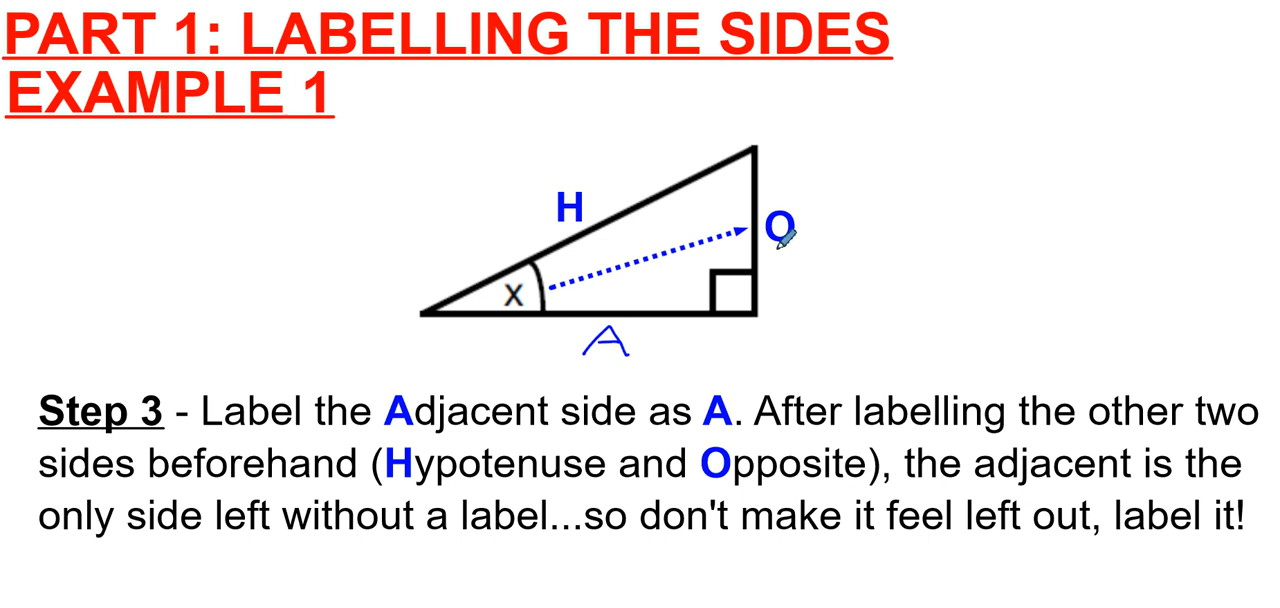 PART 1: LABELLING THE SIDES
EXAMPLE 1
H
O
x
A
Step 3 - Label the Adjacent side as A. After labelling the other two
sides beforehand (Hypotenuse and Opposite), the adjacent is the
only side left without a label...so don't make it feel left out, label it!